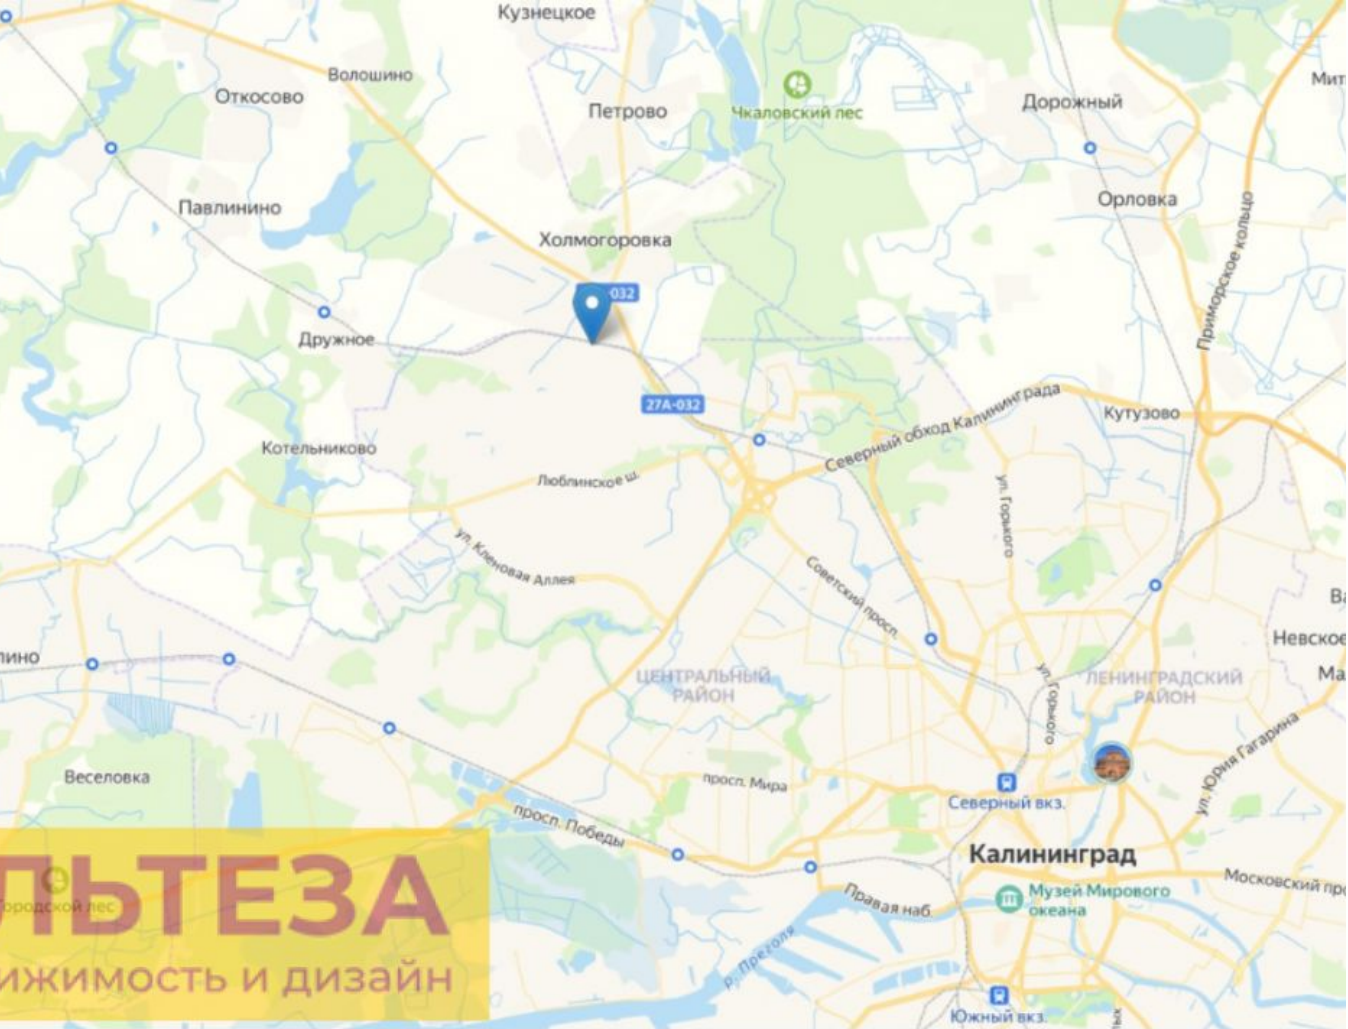 Кузнецкое
Волошино
Откосово
Петрово
Чкаловский лес
Дорожный
Орловка
Павлинино
Холмогоровка
032
Приморское кольцо
Дружное
27А-032
Северный обход Калининграда
Кутузово
Котельниково
Люблинское ш.
ул. Горького
ул. Кленовая Аллея
Советский просп.
Невское
ЦЕНТРАЛЬНЫЙ
РАЙОН
ул. Горького
ЛЕНИНГРАДСКИЙ
РАЙОН
ул. Юрия Гагарина
Веселовка
просп. Мира
Северный вкз.
просп. Победы
Калининград
Московский про
ЛЬТЕЗА
ородской лес
Правая наб.
Музей Мирового
океана
р. Преголя
ижимость и дизайн
Южный вкз.